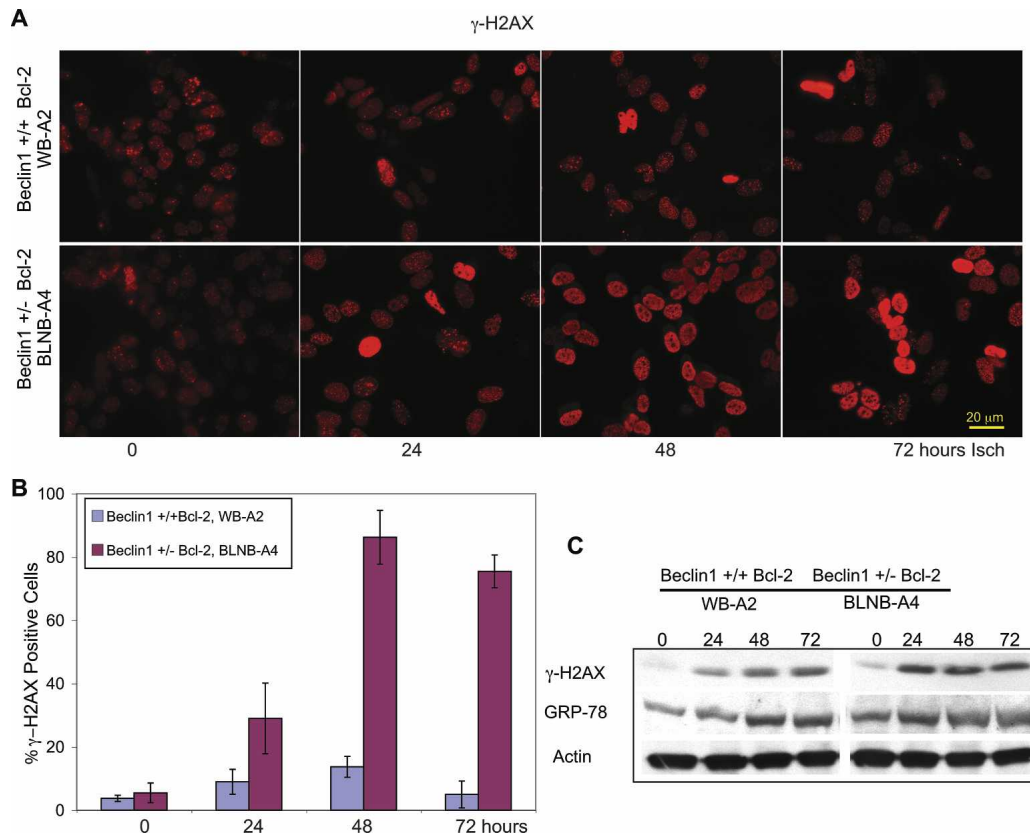 A
γ-H2AX
Beclin1 +/+ Bcl-2
WB-A2
Beclin1 +/- Bcl-2
BLNB-A4
20 μm
0 24 48 72 hours Isch
B
% γ–H2AX Positive Cells
100
80
60
40
20
0
Beclin1 +/+Bcl-2, WB-A2
Beclin1 +/- Bcl-2, BLNB-A4
0 24 48 72 hours
C
Beclin1 +/+ Bcl-2 Beclin1 +/- Bcl-2
WB-A2 BLNB-A4
0 24 48 72 0 24 48 72
γ-H2AX
GRP-78
Actin